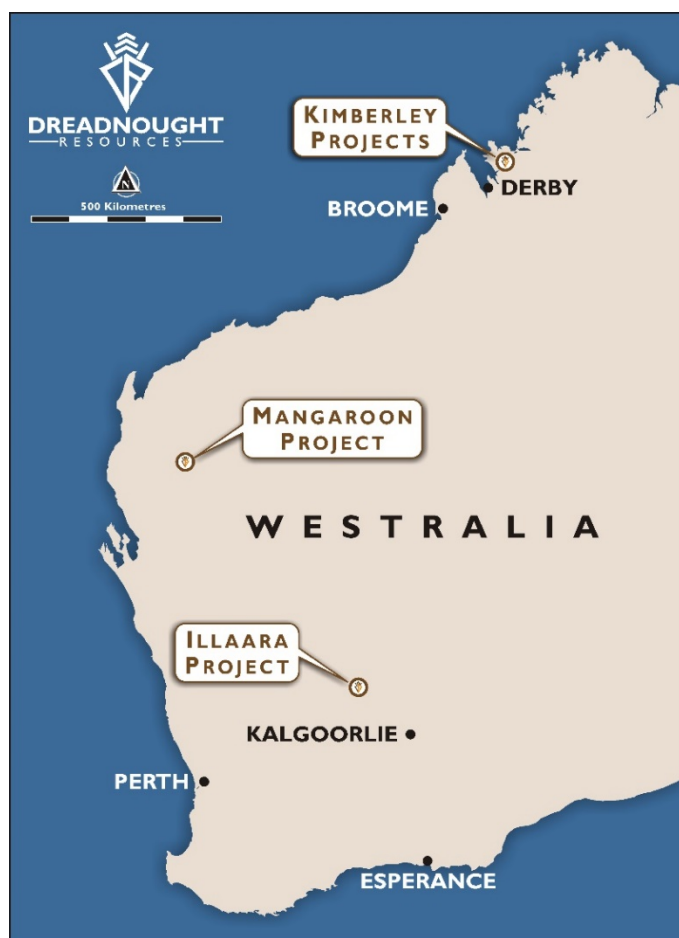 DREADNOUGHT
RESOURCES
N
500 Kilometres
KIMBERLEY
PROJECTS
DERBY
BROOME
MANGAROON
PROJECT
WESTRALIA
ILLAARA
PROJECT
KALGOORLIE
PERTH
ESPERANCE